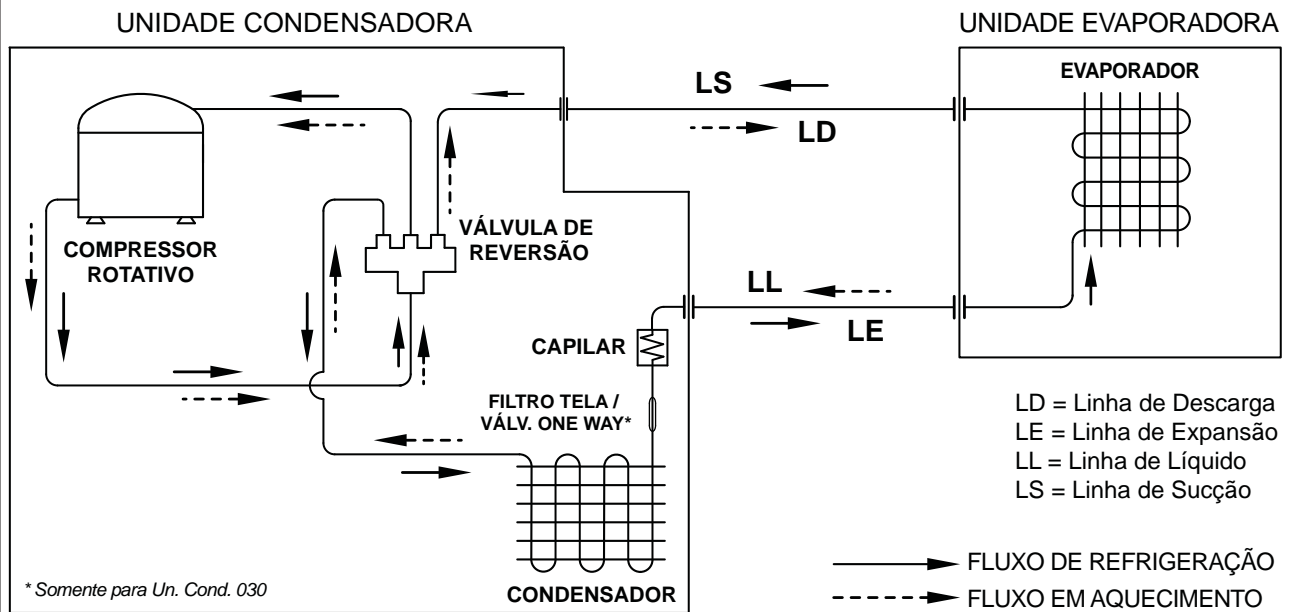 UNIDADE CONDENSADORA
UNIDADE EVAPORADORA
EVAPORADOR
LS
LD
COMPRESSOR
ROTATIVO
VÁLVULA DE
REVERSÃO
LL
LE
CAPILAR
FILTRO TELA /
VÁLV. ONE WAY*
LD = Linha de Descarga
LE = Linha de Expansão
LL = Linha de Líquido
LS = Linha de Sucção
* Somente para Un. Cond. 030
CONDENSADOR
FLUXO DE REFRIGERAÇÃO
FLUXO EM AQUECIMENTO